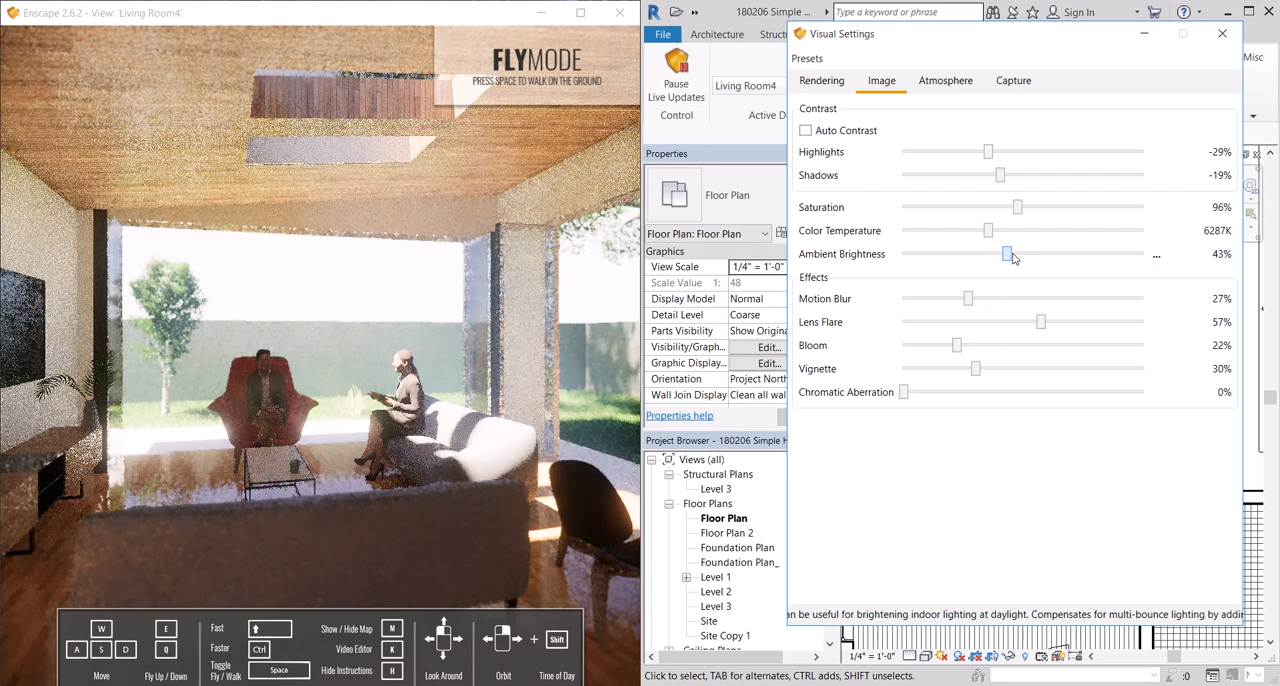 Enscape 2.6.2 - View: 'Living Room4'
FLYMODE
PRESS SPACE TO WALK ON THE GROUND
W
A S D
Move
E
Q
Fly Up / Down
Fast
Faster
Ctrl
Toggle
Fly / Walk
Space
Show / Hide Map
M
Video Editor
K
Hide Instructions
H
Look Around
Orbit
+
Shift
Time of Day
180206 Simple ...
Type a keyword or phrase
Sign In
File
Architecture
Misc
Pause
Live Updates
Control
Living Room4
Properties
Floor Plan
Floor Plan: Floor Plan
Graphics
View Scale
1/4" = 1'-0"
Scale Value 1:
48
Display Model
Normal
Detail Level
Coarse
Parts Visibility
Show Origina
Visibility/Graph...
Edit...
Graphic Display...
Edit...
Orientation
Project North
Wall Join Display
Clean all wal
Properties help
Project Browser - 180206 Simple H
Views (all)
Structural Plans
Level 3
Floor Plans
Floor Plan
Floor Plan 2
Foundation Plan
Foundation Plan_
Level 1
Level 2
Level 3
Site
Site Copy 1
Click to select, TAB for alternates, CTRL adds, SHIFT unselects.
1/4" = 1'-0"
:0
Visual Settings
Presets
Rendering
Image
Atmosphere
Capture
Contrast
Auto Contrast
Highlights
-29%
Shadows
-19%
Saturation
96%
Color Temperature
6287K
Ambient Brightness
...
43%
Effects
Motion Blur
27%
Lens Flare
57%
Bloom
22%
Vignette
30%
Chromatic Aberration
0%
an be useful for brightening indoor lighting at daylight. Compensates for multi-bounce lighting by addi